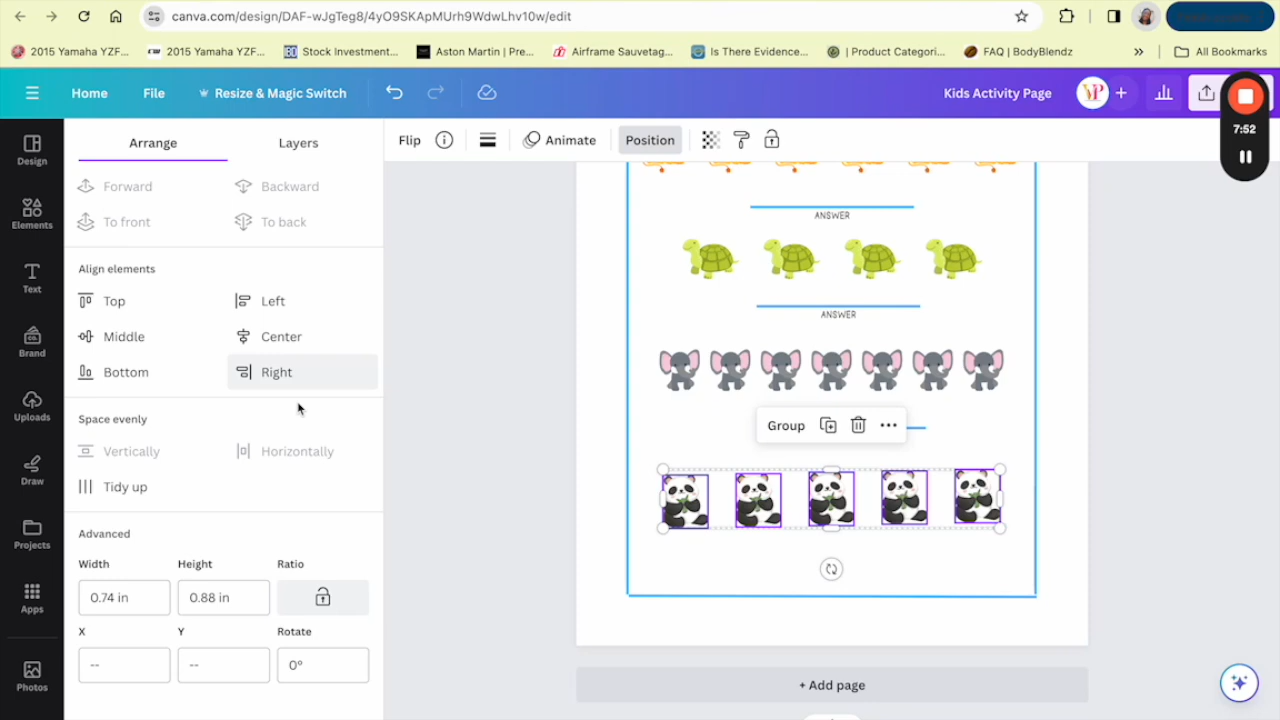 canva.com/design/DAF-wJgTeg8/4yO9SKApMUrh9WdwLhv10w/edit
2015 Yamaha YZF... 2015 Yamaha YZF... Stock Investment... Aston Martin | Pre... Airframe Sauvetag... Is There Evidence... | Product Categori... FAQ | BodyBlendz » All Bookmarks
Home File Resize & Magic Switch Kids Activity Page VP +
7:52
Design
Elements
Text
Brand
Uploads
Draw
Projects
Apps
Photos
Arrange Layers
Forward Backward
To front To back
Align elements
Top Left
Middle Center
Bottom Right
Space evenly
Vertically Horizontally
Tidy up
Advanced
Width Height Ratio
0.74 in 0.88 in
X Y Rotate
-- -- 0°
Flip Animate Position
ANSWER
ANSWER
Group
+ Add page